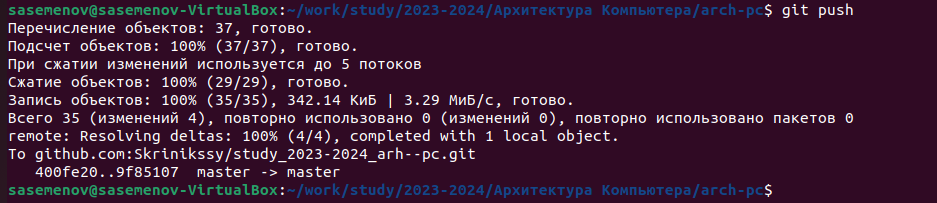 sasemenov@sasemenov-VirtualBox:~/work/study/2023-2024/Архитектура Компьютера/arch-pc$ git push
Перечисление объектов: 37, готово.
Подсчет объектов: 100% (37/37), готово.
При сжатии изменений используется до 5 потоков
Сжатие объектов: 100% (29/29), готово.
Запись объектов: 100% (35/35), 342.14 КиБ | 3.29 МиБ/с, готово.
Всего 35 (изменений 4), повторно использовано 0 (изменений 0), повторно использовано пакетов 0
remote: Resolving deltas: 100% (4/4), completed with 1 local object.
To github.com:Skrinikssy/study_2023-2024_arh--pc.git
   400fe20..9f85107  master -> master
sasemenov@sasemenov-VirtualBox:~/work/study/2023-2024/Архитектура Компьютера/arch-pc$